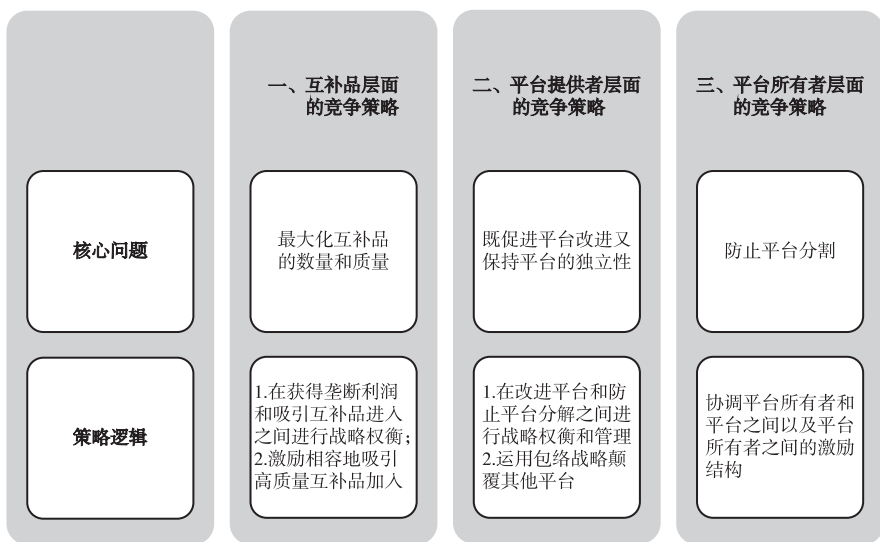 一、互补品层面
的竞争策略
二、平台提供者层面
的竞争策略
三、平台所有者层面
的竞争策略
核心问题
最大化互补品
的数量和质量
既促进平台改进又
保持平台的独立性
防止平台分割
策略逻辑
1.在获得垄断利润
和吸引互补品进入
之间进行战略权衡；
2.激励相容地吸引
高质量互补品加入
1.在改进平台和防
止平台分解之间进
行战略权衡和管理
2.运用包络战略颠
覆其他平台
协调平台所有者和
平台之间以及平台
所有者之间的激励
结构